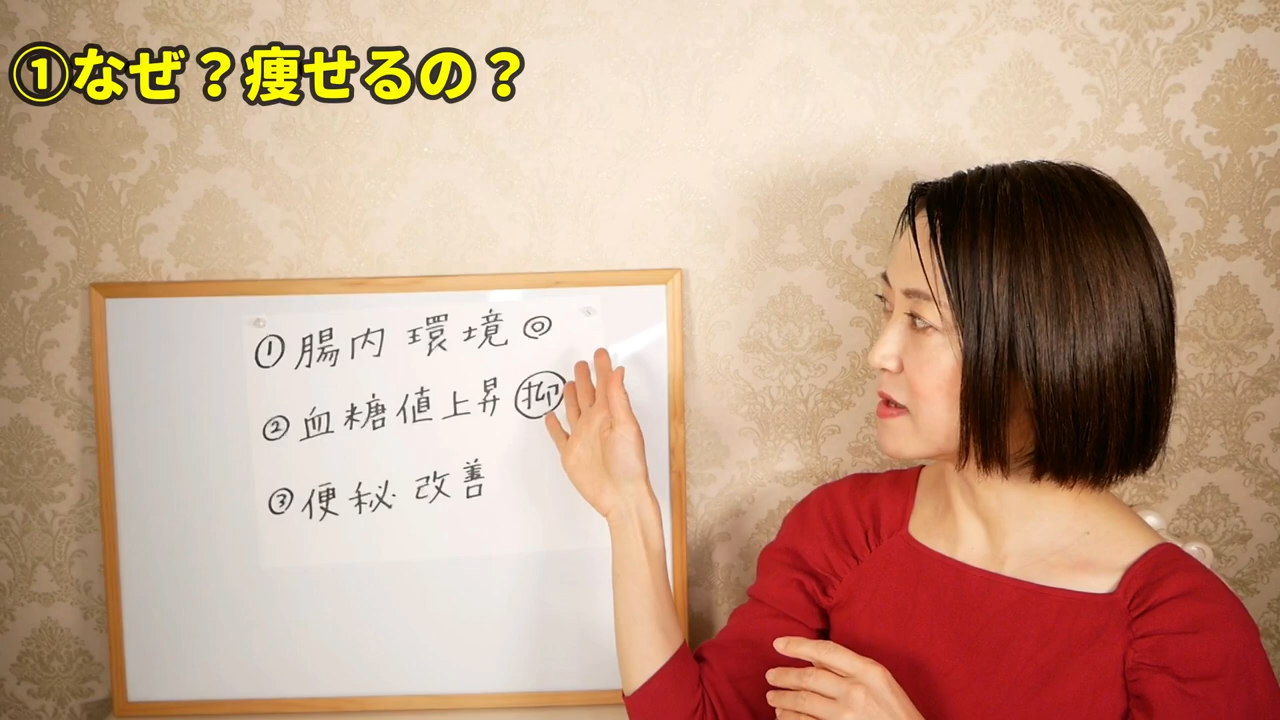 ①なぜ？痩せるの？
①腸内環境◎
②血糖値上昇㊥抑
③便秘改善